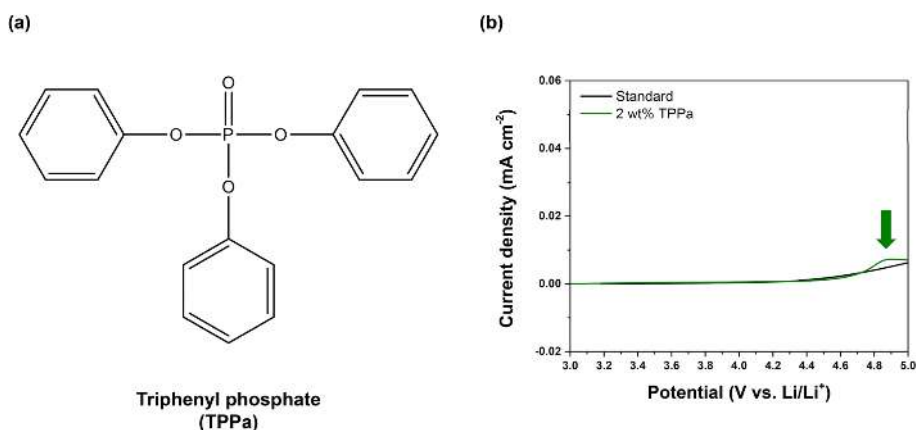 (a)
O
O
P
O
O
Triphenyl phosphate
(TPPa)
(b)
Current density (mA cm⁻²)
0.06
0.04
0.02
0.00
-0.02
Standard
2 wt% TPPa
3.0 3.2 3.4 3.6 3.8 4.0 4.2 4.4 4.6 4.8 5.0
Potential (V vs. Li/Li⁺)